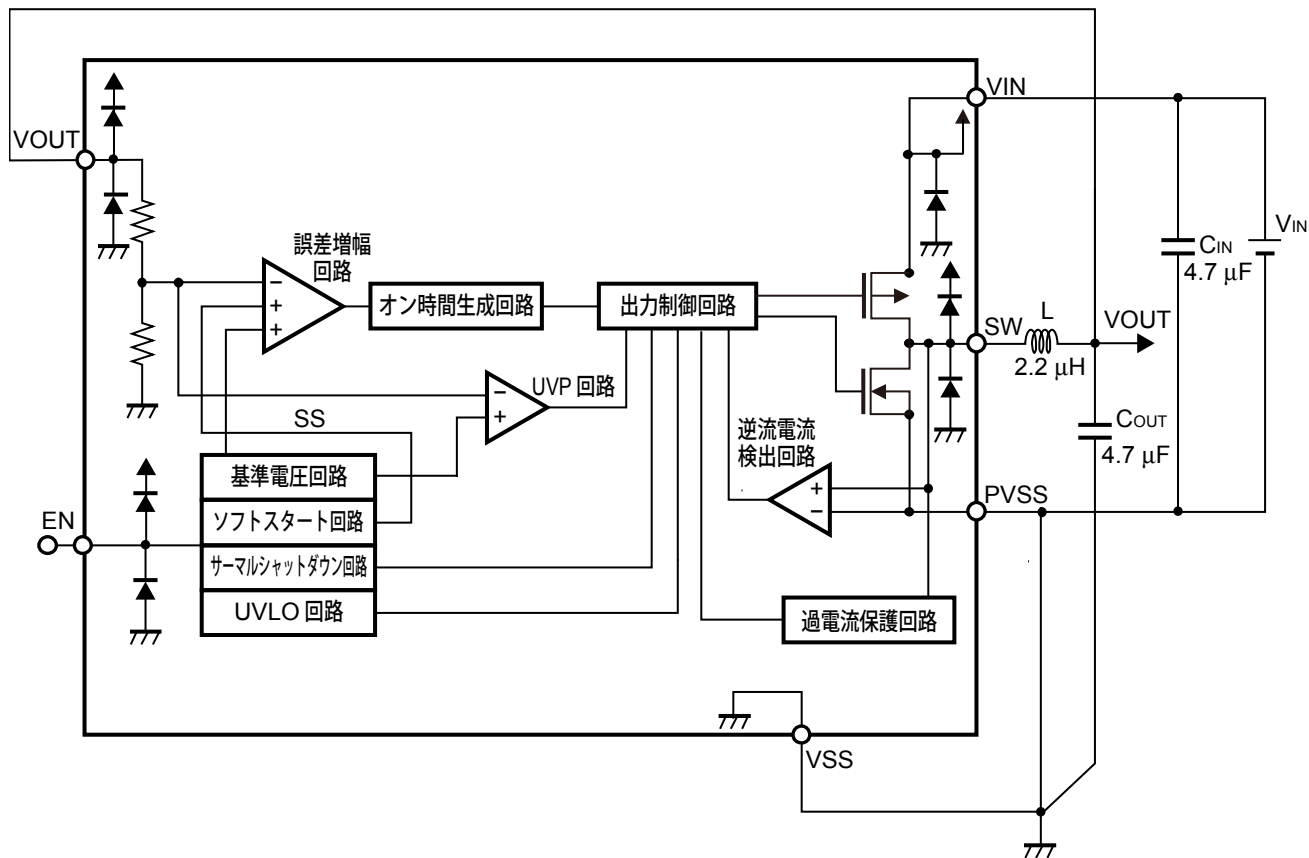 VIN
VOUT
誤差増幅
回路
オン時間生成回路
出力制御回路
−
+
+
SW
L
2.2 µH
VOUT
CIN
4.7 µF
VIN
UVP 回路
−
+
SS
COUT
4.7 µF
逆流電流
検出回路
+
−
PVSS
基準電圧回路
ソフトスタート回路
サーマルシャットダウン回路
UVLO 回路
EN
過電流保護回路
VSS